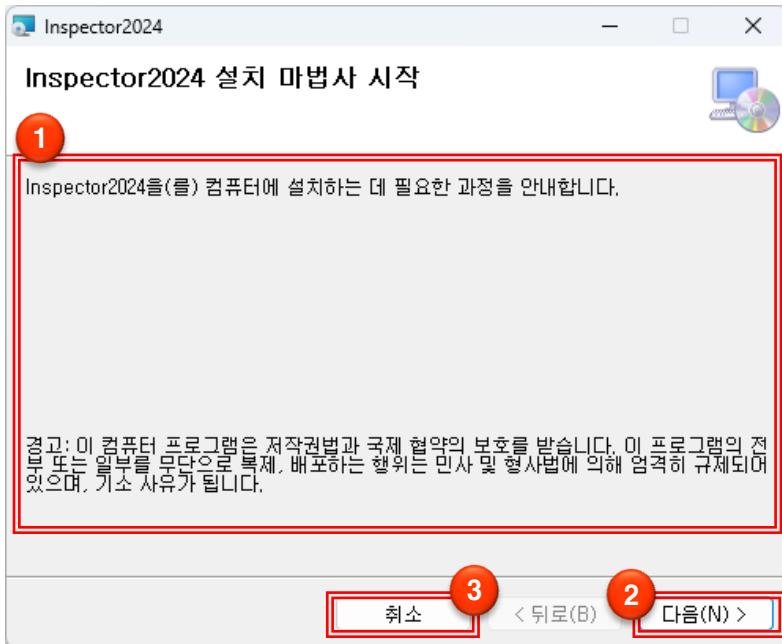 Inspector2024
Inspector2024 설치 마법사 시작
1
Inspector2024을(를) 컴퓨터에 설치하는 데 필요한 과정을 안내합니다.
경고: 이 컴퓨터 프로그램은 저작권법과 국제 협약의 보호를 받습니다. 이 프로그램의 전
부 또는 일부를 무단으로 복제, 배포하는 행위는 민사 및 형사법에 의해 엄격히 규제되어
있으며, 기소 사유가 됩니다.
취소 3 < 뒤로(B) 2 다음(N) >